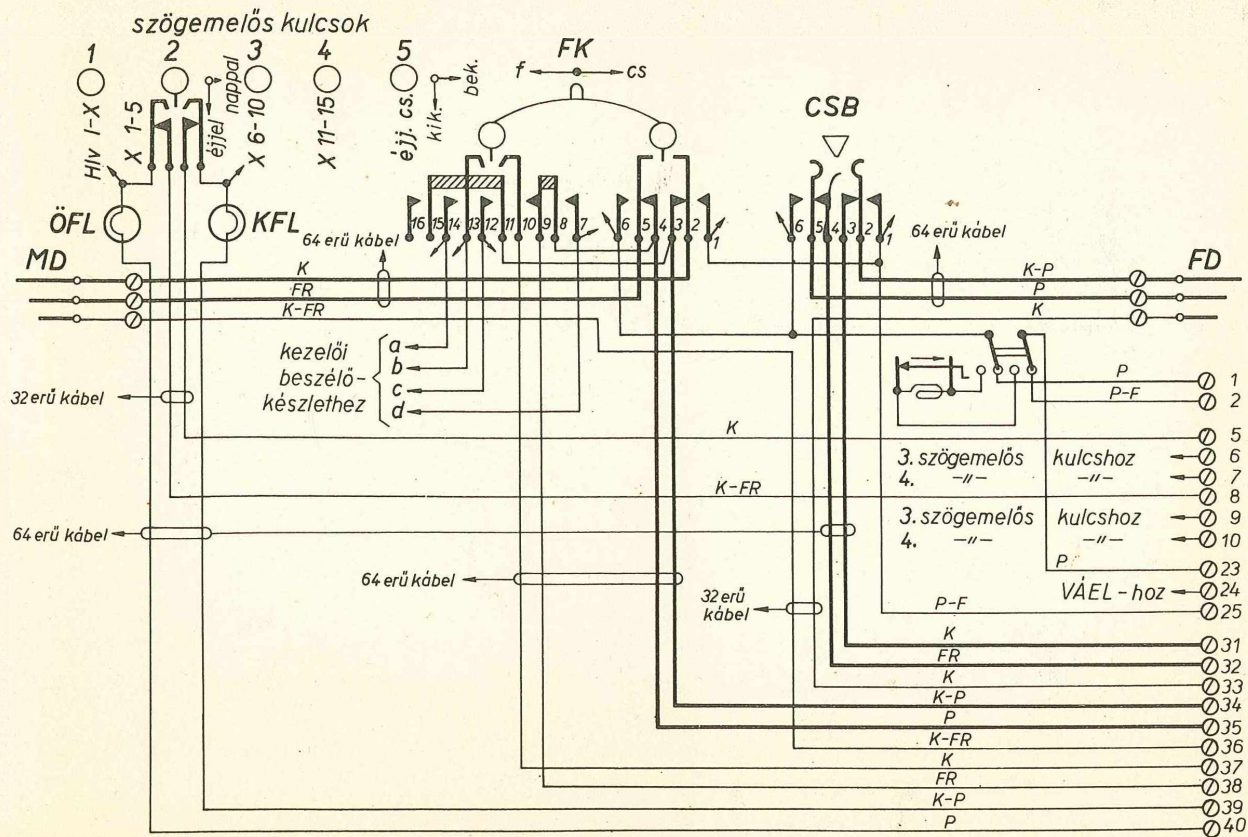 szögemelős kulcsok
1
2
3
4
5
FK
f
cs
CSB
Hív I-X
X 1-5
éjjel
nappal
X 6-10
X 11-15
éjj. cs.
kik.
bek.
ÖFL
KFL
16
15
14
13
12
11
10
9
8
7
6
5
4
3
2
1
6
5
4
3
2
1
64 erű kábel
64 erű kábel
MD
FD
K
FR
K-FR
K-P
P
K
kezelői
beszélő-
készlethez
a
b
c
d
32 erű kábel
P
1
P-F
2
K
5
3. szögemelős kulcshoz
6
4. -〃- -〃-
7
K-FR
8
3. szögemelős kulcshoz
9
4. -〃- -〃-
10
64 erű kábel
P
23
64 erű kábel
VÁEL-hoz
24
32 erű
kábel
P-F
25
K
31
FR
32
K
33
K-P
34
P
35
K-FR
36
K
37
FR
38
K-P
39
P
40